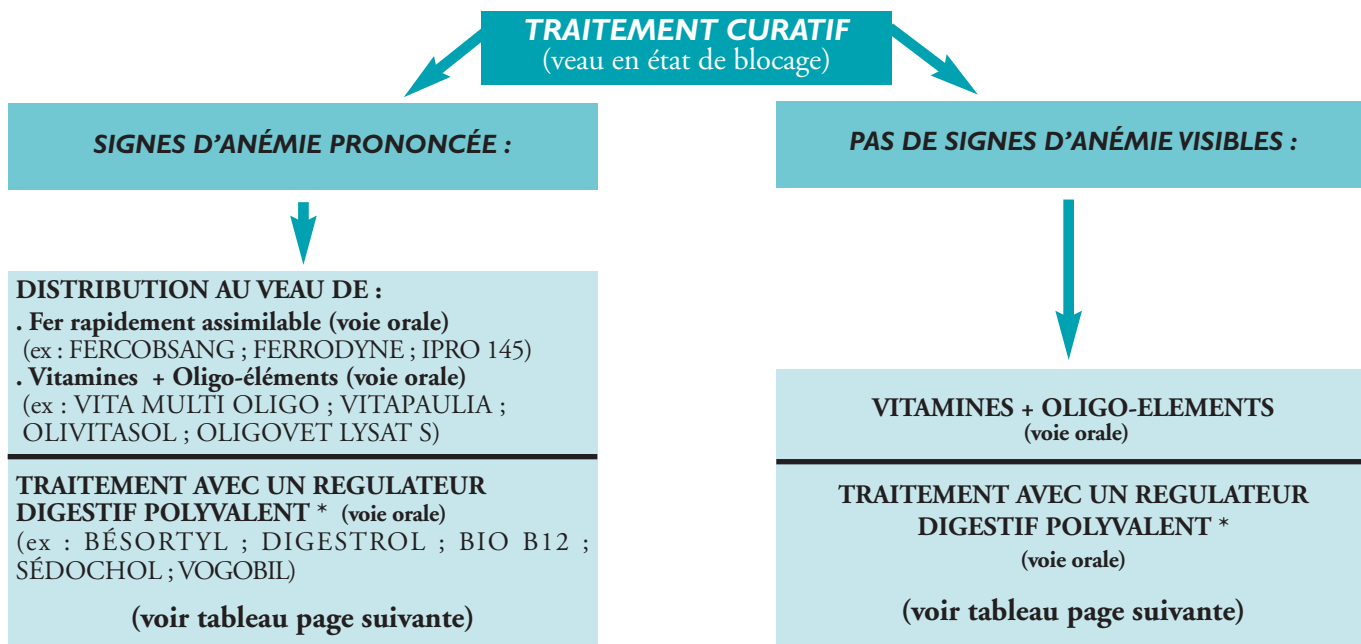 TRAITEMENT CURATIF
(veau en état de blocage)
SIGNES D'ANÉMIE PRONONCÉE :
DISTRIBUTION AU VEAU DE :
. Fer rapidement assimilable (voie orale)
(ex : FERCOBSANG ; FERRODYNE ; IPRO 145)
. Vitamines + Oligo-éléments (voie orale)
(ex : VITA MULTI OLIGO ; VITAPAULIA ;
OLIVITASOL ; OLIGOVET LYSAT S)
TRAITEMENT AVEC UN REGULATEUR
DIGESTIF POLYVALENT * (voie orale)
(ex : BÉSORTYL ; DIGESTROL ; BIO B12 ;
SÉDOCHOL ; VOGOBIL)
(voir tableau page suivante)
PAS DE SIGNES D'ANÉMIE VISIBLES :
VITAMINES + OLIGO-ELEMENTS
(voie orale)
TRAITEMENT AVEC UN REGULATEUR
DIGESTIF POLYVALENT *
(voie orale)
(voir tableau page suivante)